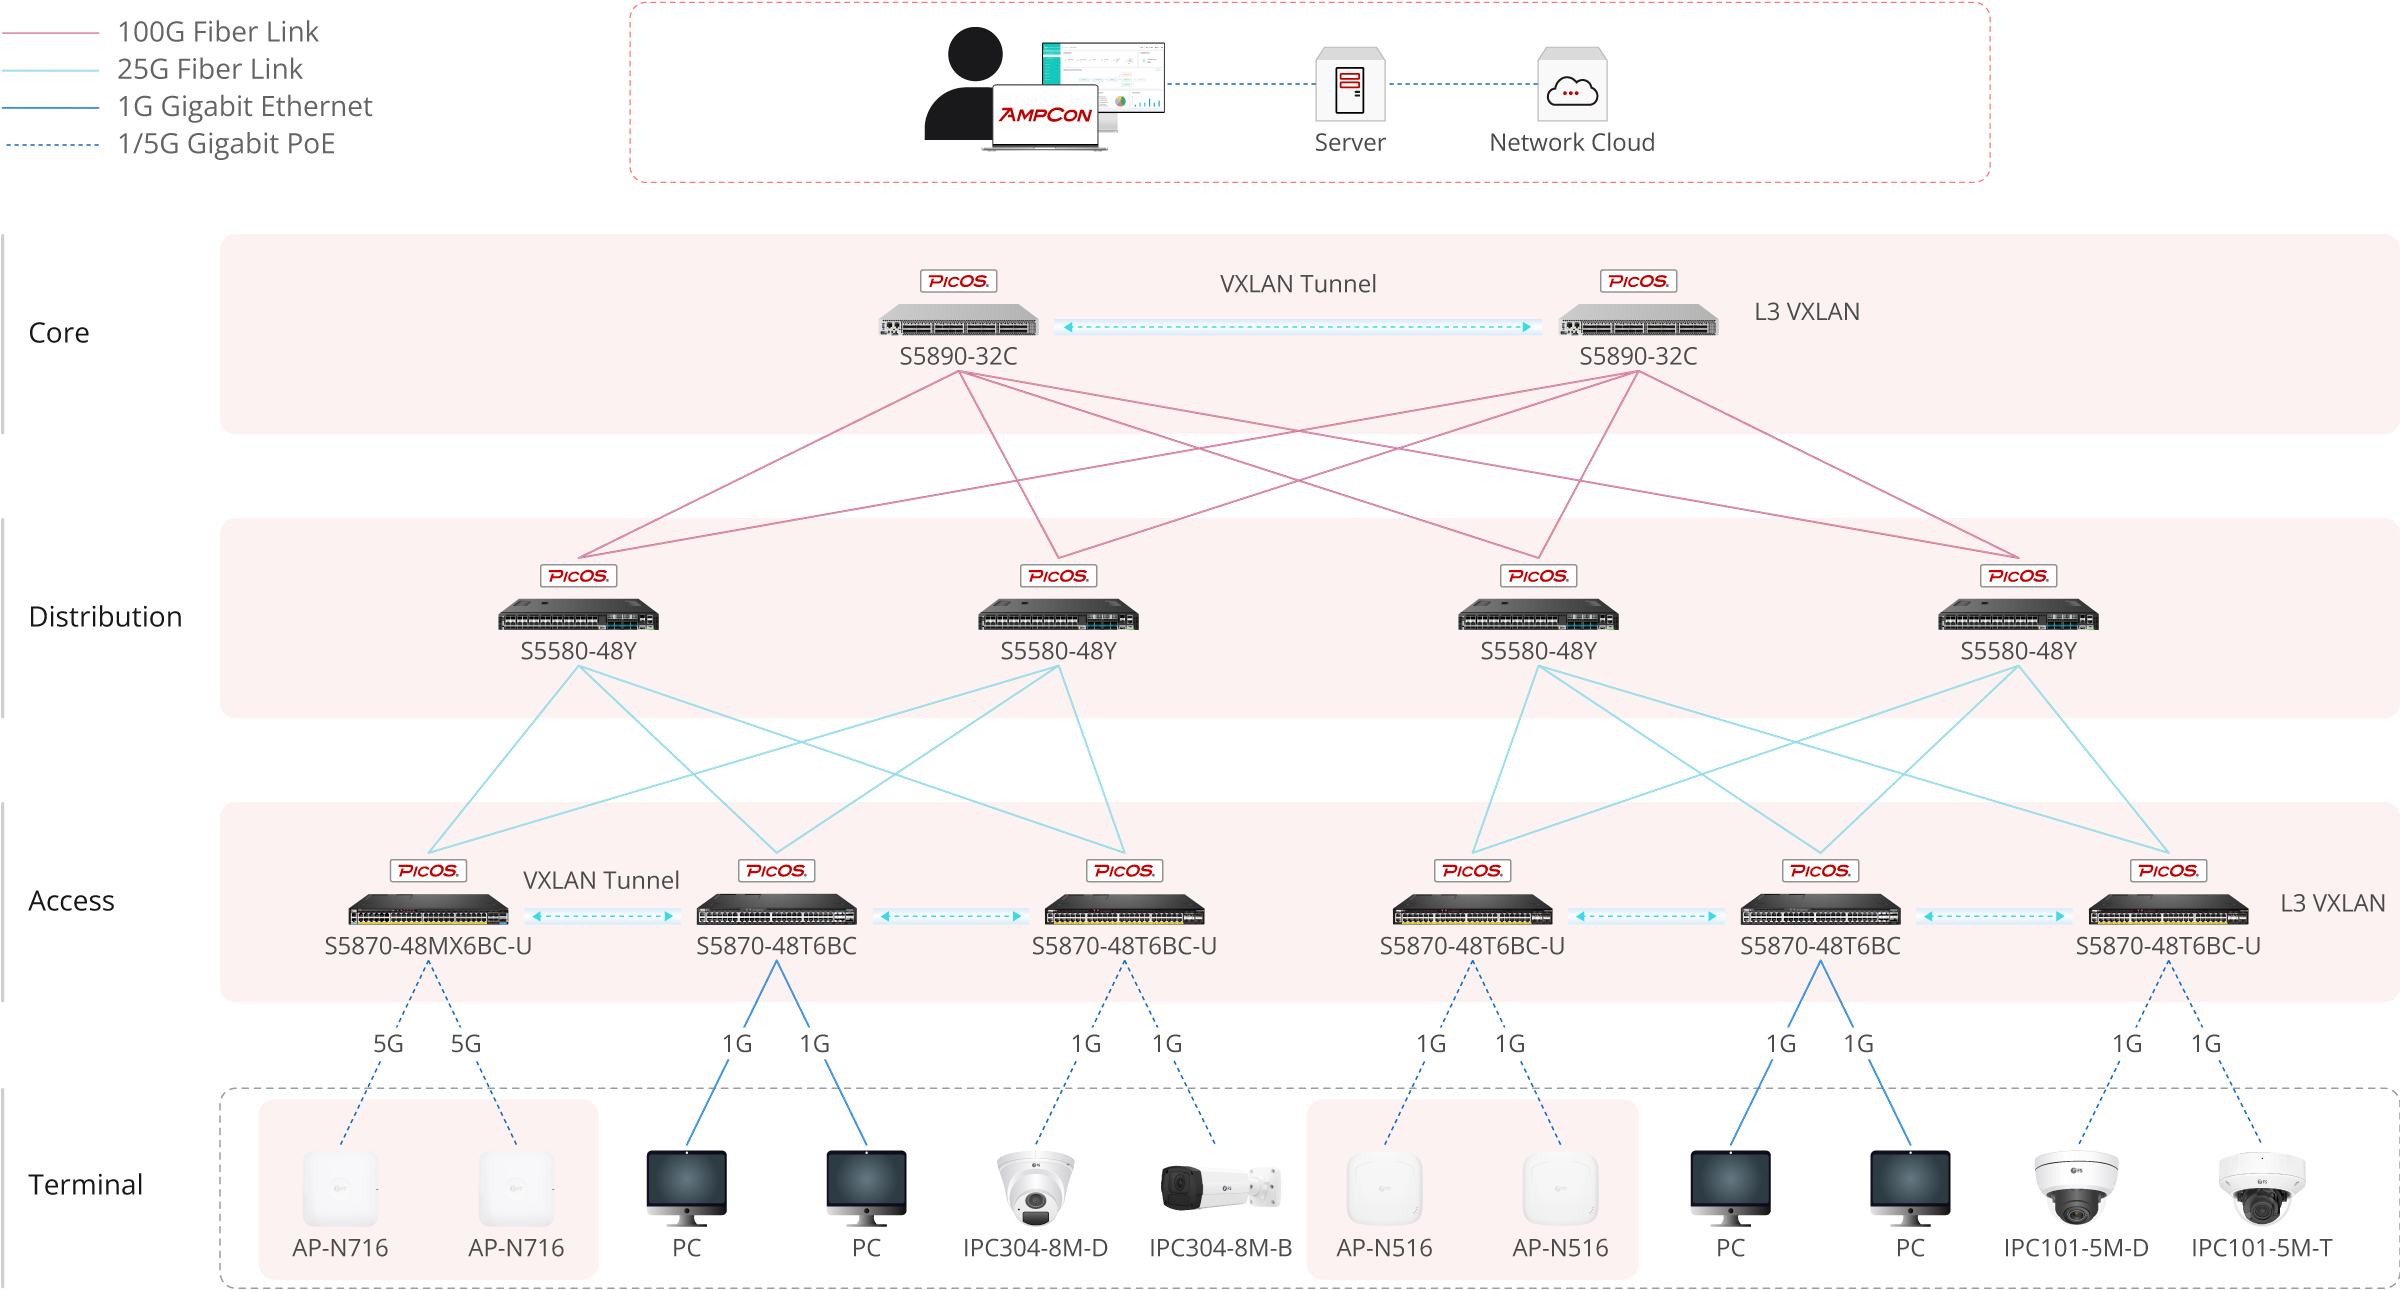 100G Fiber Link
25G Fiber Link
1G Gigabit Ethernet
1/5G Gigabit PoE
AMPCON
Server
Network Cloud
Core
PICOS
VXLAN Tunnel
PICOS
L3 VXLAN
S5890-32C
S5890-32C
Distribution
PICOS
PICOS
PICOS
PICOS
S5580-48Y
S5580-48Y
S5580-48Y
S5580-48Y
Access
PICOS
VXLAN Tunnel
PICOS
PICOS
PICOS
PICOS
PICOS
L3 VXLAN
S5870-48MX6BC-U
S5870-48T6BC
S5870-48T6BC-U
S5870-48T6BC-U
S5870-48T6BC
S5870-48T6BC-U
5G
5G
1G
1G
1G
1G
1G
1G
1G
1G
1G
1G
Terminal
AP-N716
AP-N716
PC
PC
IPC304-8M-D
IPC304-8M-B
AP-N516
AP-N516
PC
PC
IPC101-5M-D
IPC101-5M-T